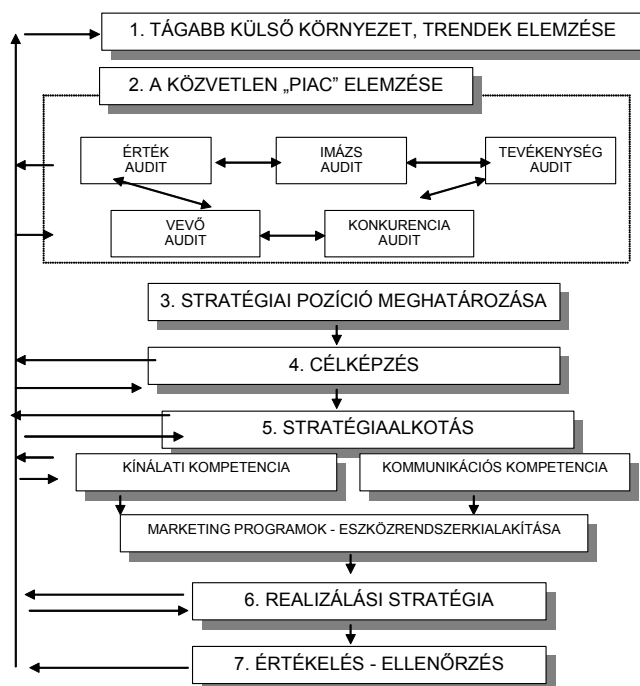 1. TÁGABB KÜLSŐ KÖRNYEZET, TRENDEK ELEMZÉSE
2. A KÖZVETLEN „PIAC” ELEMZÉSE
ÉRTÉK
AUDIT
IMÁZS
AUDIT
TEVÉKENYSÉG
AUDIT
VEVŐ
AUDIT
KONKURENCIA
AUDIT
3. STRATÉGIAI POZÍCIÓ MEGHATÁROZÁSA
4. CÉLKÉPZÉS
5. STRATÉGIAALKOTÁS
KÍNÁLATI KOMPETENCIA
KOMMUNIKÁCIÓS KOMPETENCIA
MARKETING PROGRAMOK - ESZKÖZRENDSZERKIALAKÍTÁSA
6. REALIZÁLÁSI STRATÉGIA
7. ÉRTÉKELÉS - ELLENŐRZÉS